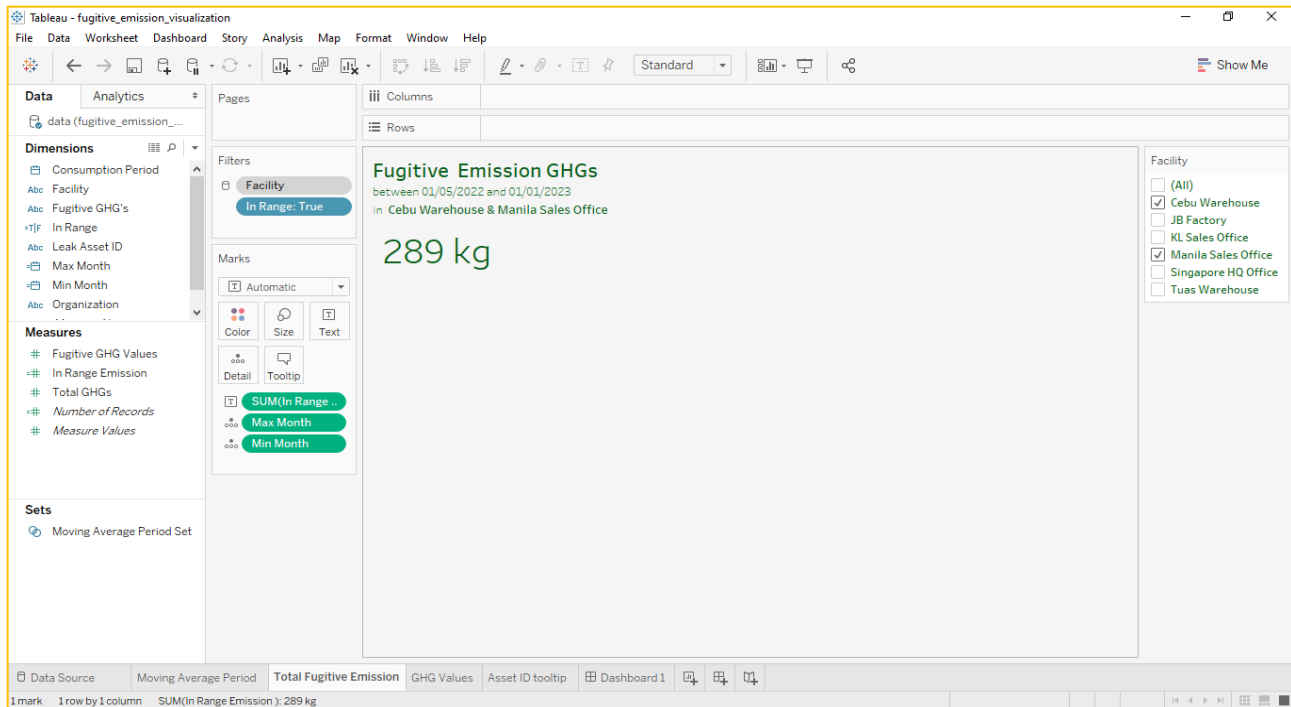 Tableau - fugitive_emission_visualization
File Data Worksheet Dashboard Story Analysis Map Format Window Help
Standard
Show Me
Data Analytics
data (fugitive_emission_...
Dimensions
Consumption Period
Abc Facility
Abc Fugitive GHG's
=T|F In Range
Abc Leak Asset ID
Max Month
Min Month
Abc Organization
Measures
# Fugitive GHG Values
=# In Range Emission
# Total GHGs
=# Number of Records
# Measure Values
Sets
Moving Average Period Set
Pages
Filters
Facility
In Range: True
Marks
T Automatic
Color Size Text
Detail Tooltip
SUM(In Range ..
Max Month
Min Month
Columns
Rows
Fugitive Emission GHGs
between 01/05/2022 and 01/01/2023
in Cebu Warehouse & Manila Sales Office
289 kg
Facility
(All)
Cebu Warehouse
JB Factory
KL Sales Office
Manila Sales Office
Singapore HQ Office
Tuas Warehouse
Data Source Moving Average Period Total Fugitive Emission GHG Values Asset ID tooltip Dashboard 1
1 mark 1 row by 1 column SUM(In Range Emission ): 289 kg